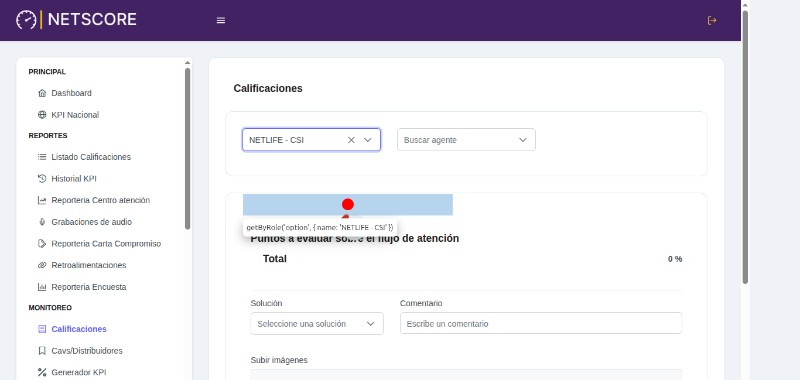 NETSCORE
PRINCIPAL
Dashboard
KPI Nacional
REPORTES
Listado Calificaciones
Historial KPI
Reporteria Centro atención
Grabaciones de audio
Reporteria Carta Compromiso
Retroalimentaciones
Reporteria Encuesta
MONITOREO
Calificaciones
Cavs/Distribuidores
Generador KPI
Calificaciones
NETLIFE - CSI
Buscar agente
getByRole('option', { name: 'NETLIFE - CSI' })
Puntos a evaluar sobre el flujo de atención
Total
0 %
Solución
Comentario
Seleccione una solución
Escribe un comentario
Subir imágenes